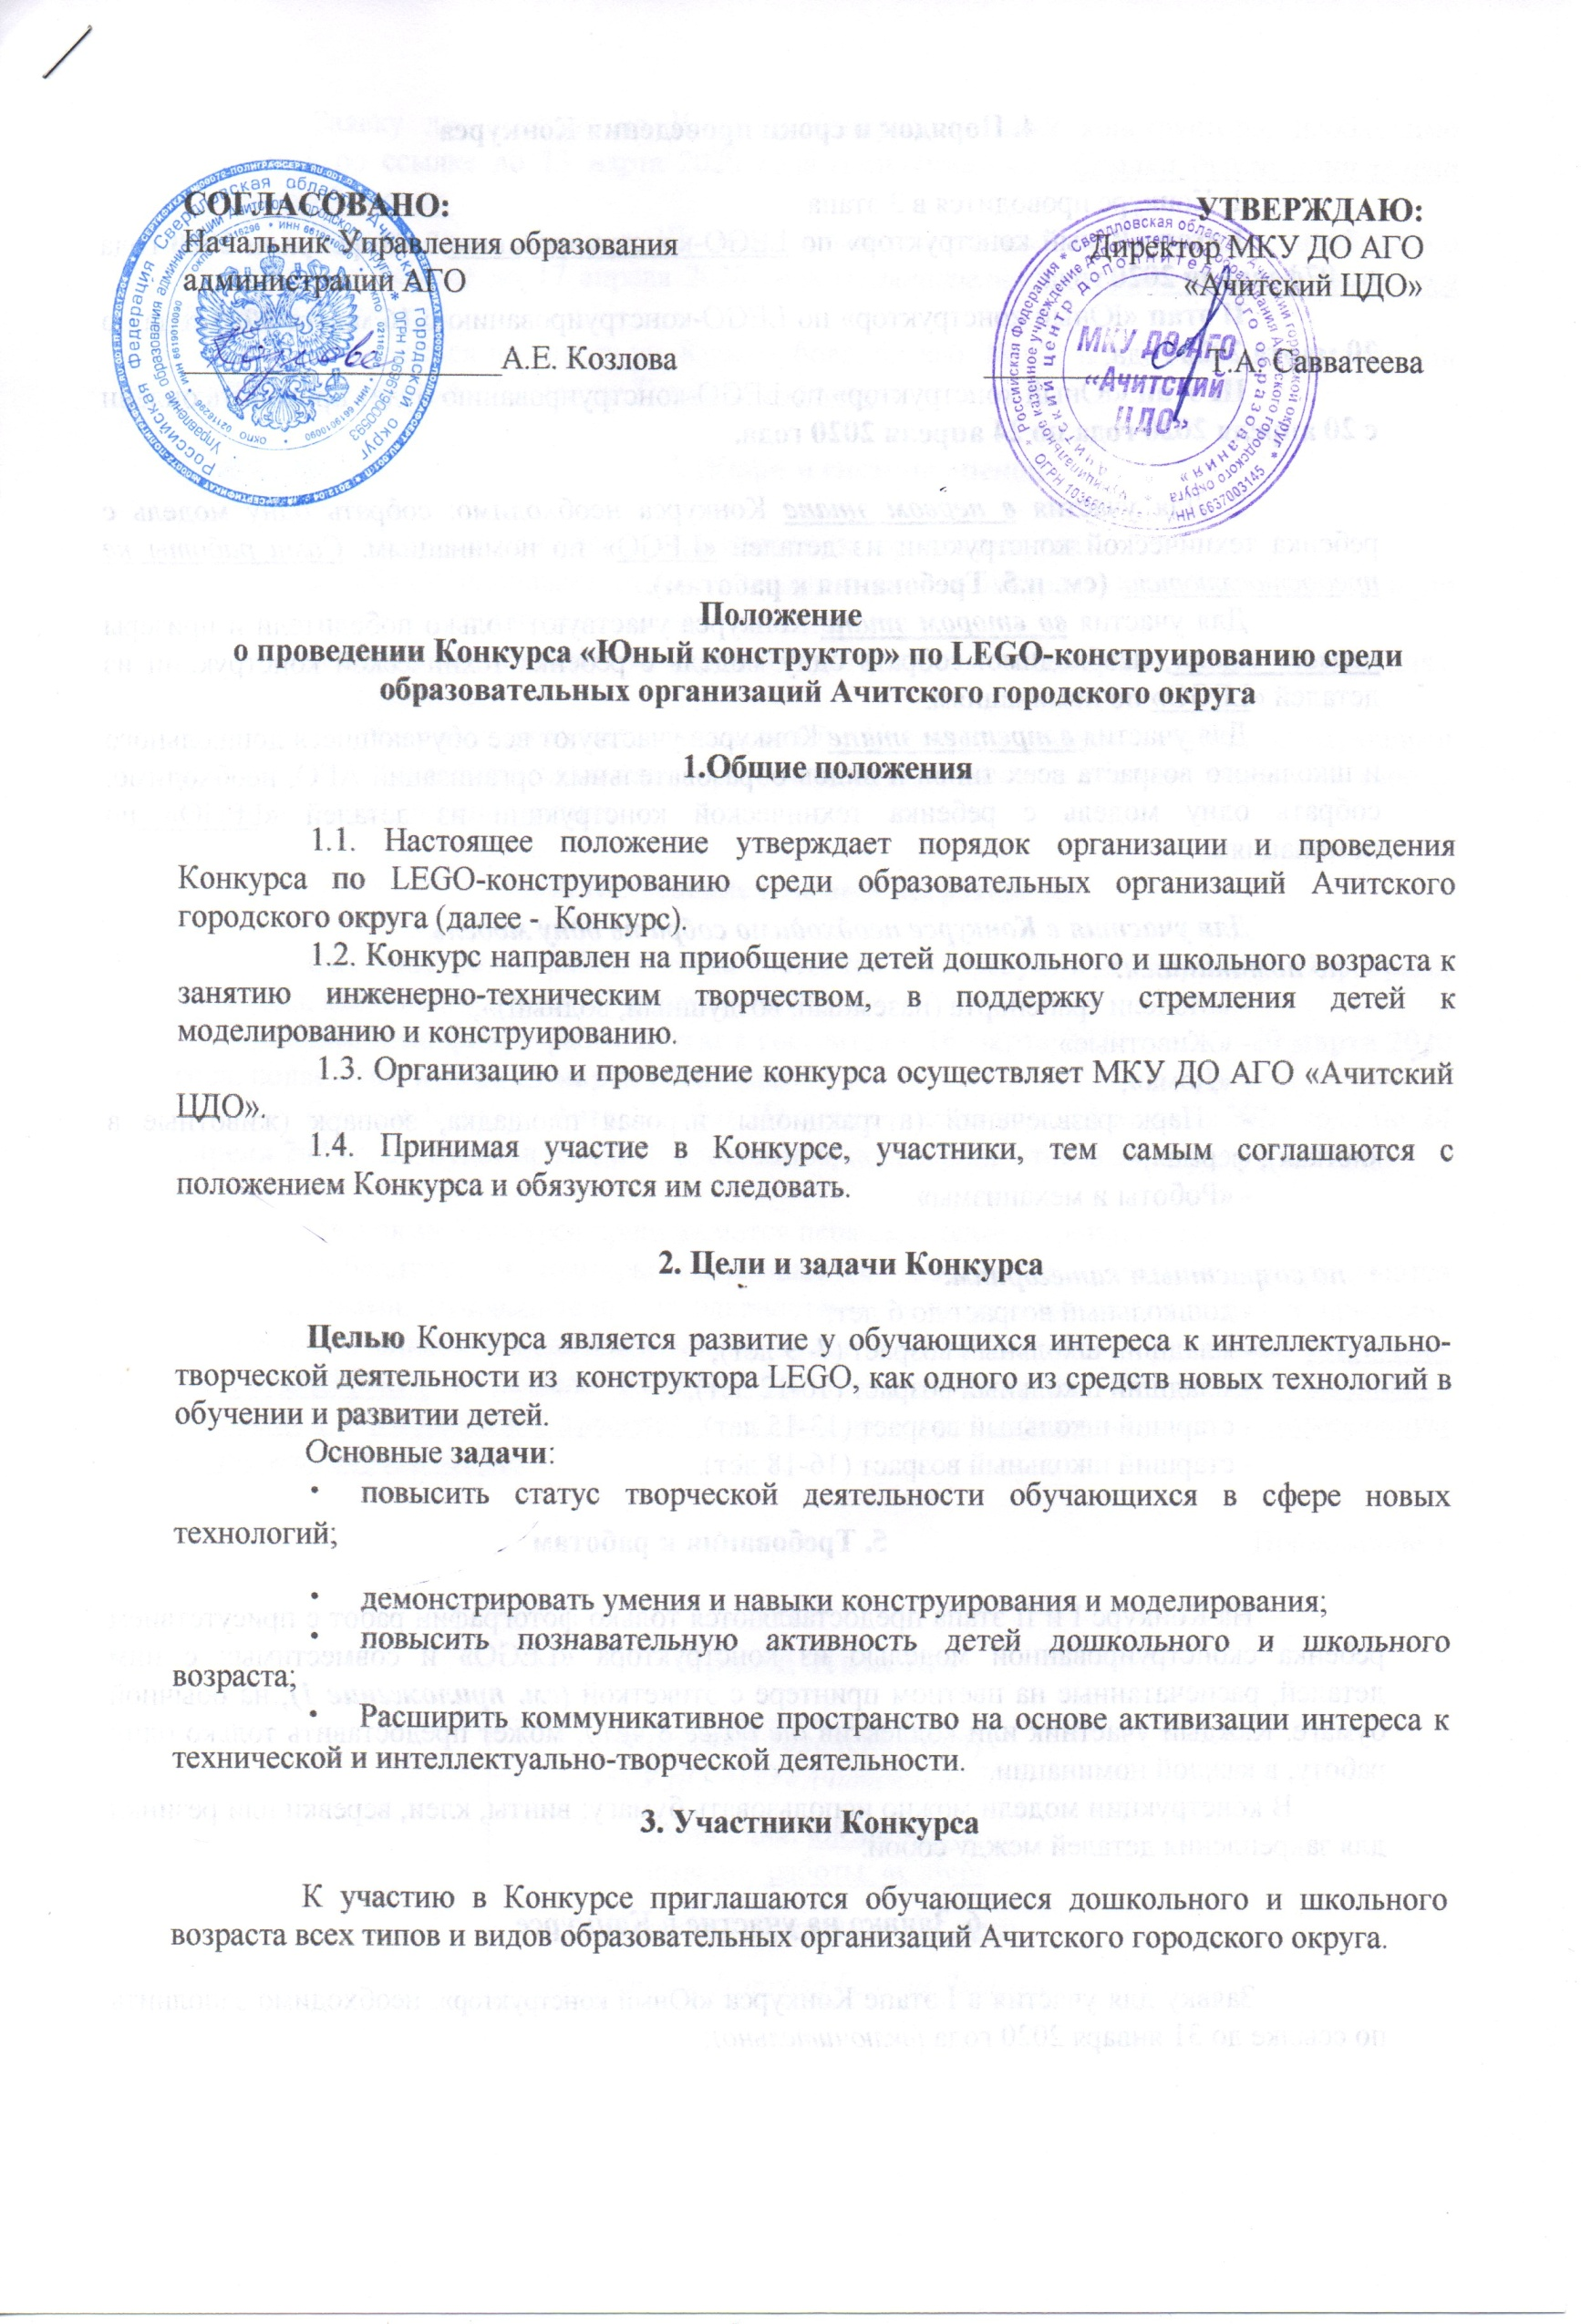 СОГЛАСОВАНО:
Начальник Управления образования
администрации АГО
А.Е. Козлова
УТВЕРЖДАЮ:
Директор МКУ ДО АГО
«Ачитский ЦДО»
Т.А. Савватеева
МКУ ДО АГО
«Ачитский
ЦДО»
Положение
о проведении Конкурса «Юный конструктор» по LEGO-конструированию среди
образовательных организаций Ачитского городского округа
1.Общие положения
1.1. Настоящее положение утверждает порядок организации и проведения
Конкурса по LEGO-конструированию среди образовательных организаций Ачитского
городского округа (далее - Конкурс).
1.2. Конкурс направлен на приобщение детей дошкольного и школьного возраста к
занятию инженерно-техническим творчеством, в поддержку стремления детей к
моделированию и конструированию.
1.3. Организацию и проведение конкурса осуществляет МКУ ДО АГО «Ачитский
ЦДО».
1.4. Принимая участие в Конкурсе, участники, тем самым соглашаются с
положением Конкурса и обязуются им следовать.
2. Цели и задачи Конкурса
Целью Конкурса является развитие у обучающихся интереса к интеллектуально-
творческой деятельности из конструктора LEGO, как одного из средств новых технологий в
обучении и развитии детей.
Основные задачи:
• повысить статус творческой деятельности обучающихся в сфере новых
технологий;
• демонстрировать умения и навыки конструирования и моделирования;
• повысить познавательную активность детей дошкольного и школьного
возраста;
• Расширить коммуникативное пространство на основе активизации интереса к
технической и интеллектуально-творческой деятельности.
3. Участники Конкурса
К участию в Конкурсе приглашаются обучающиеся дошкольного и школьного
возраста всех типов и видов образовательных организаций Ачитского городского округа.